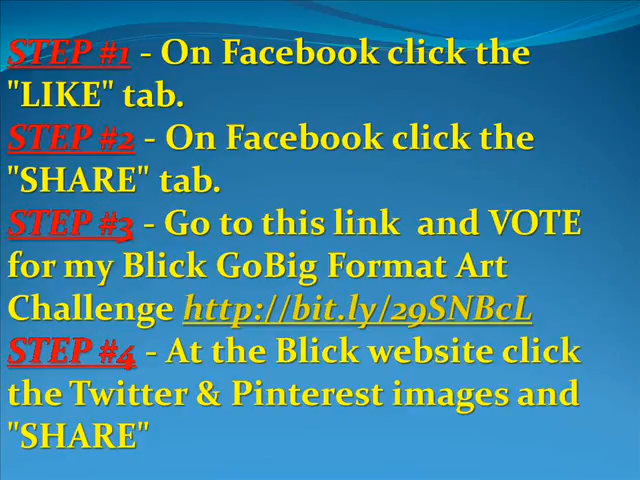 STEP #1 - On Facebook click the
"LIKE" tab.
STEP #2 - On Facebook click the
"SHARE" tab.
STEP #3 - Go to this link  and VOTE
for my Blick GoBig Format Art
Challenge http://bit.ly/29SNBcL
STEP #4 - At the Blick website click
the Twitter & Pinterest images and
"SHARE"